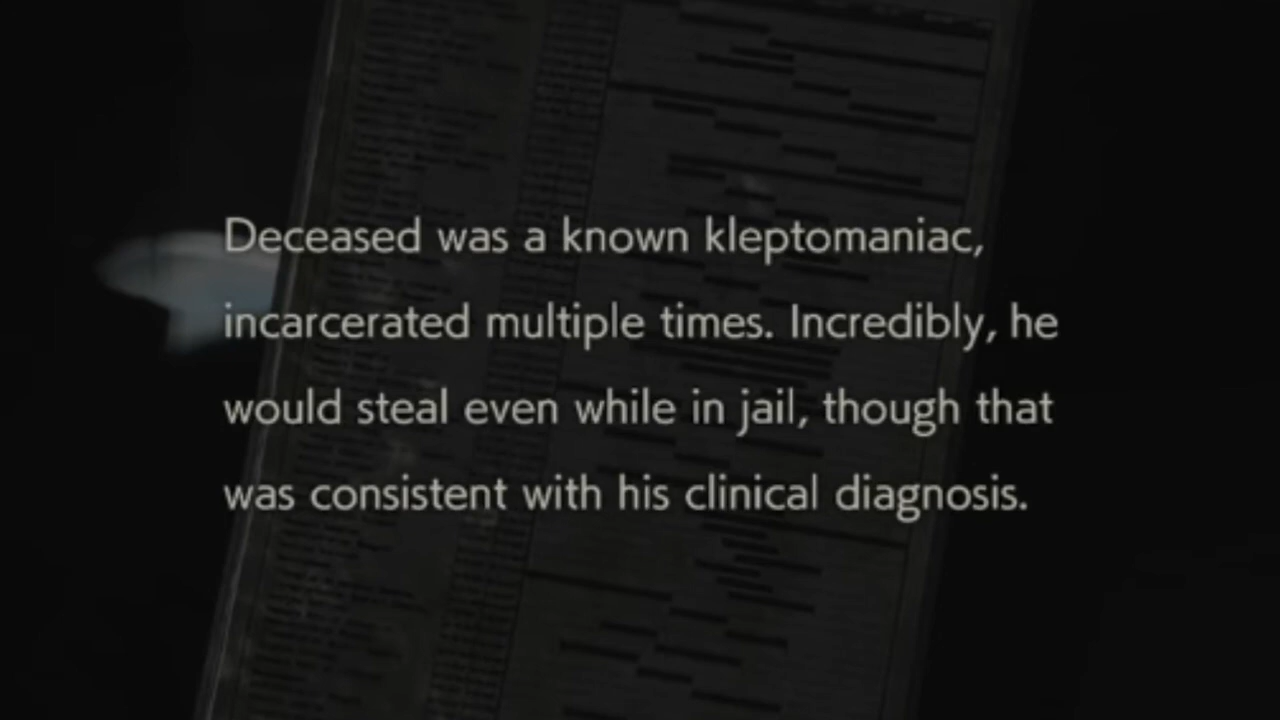 Deceased was a known kleptomaniac,
incarcerated multiple times. Incredibly, he
would steal even while in jail, though that
was consistent with his clinical diagnosis.